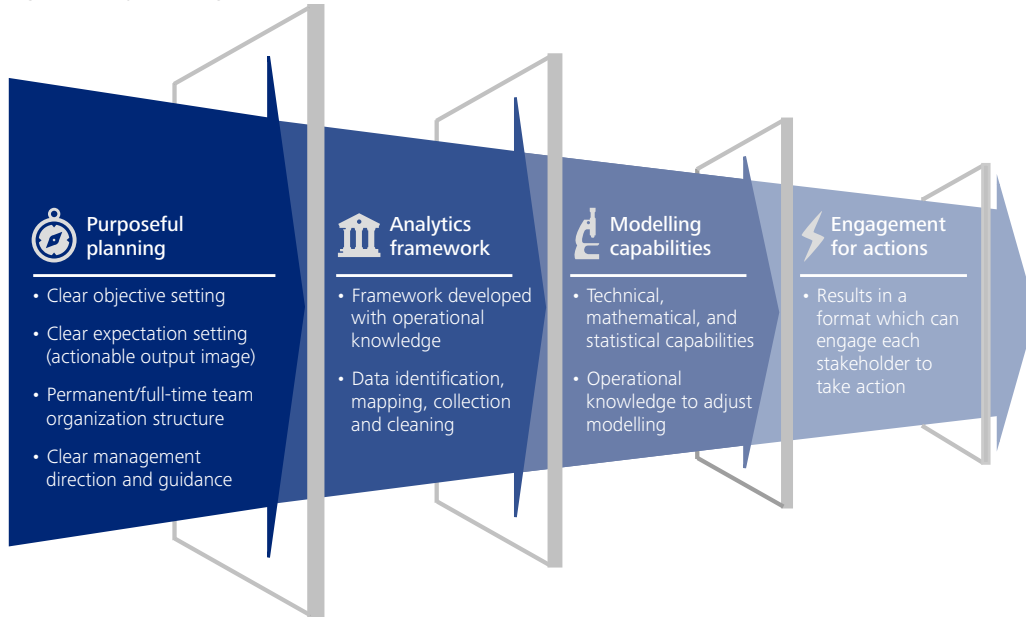 Purposeful
planning
• Clear objective setting
• Clear expectation setting
(actionable output image)
• Permanent/full-time team
organization structure
• Clear management
direction and guidance
Analytics
framework
• Framework developed
with operational
knowledge
• Data identification,
mapping, collection
and cleaning
Modelling
capabilities
• Technical,
mathematical, and
statistical capabilities
• Operational
knowledge to adjust
modelling
Engagement
for actions
• Results in a
format which can
engage each
stakeholder to
take action